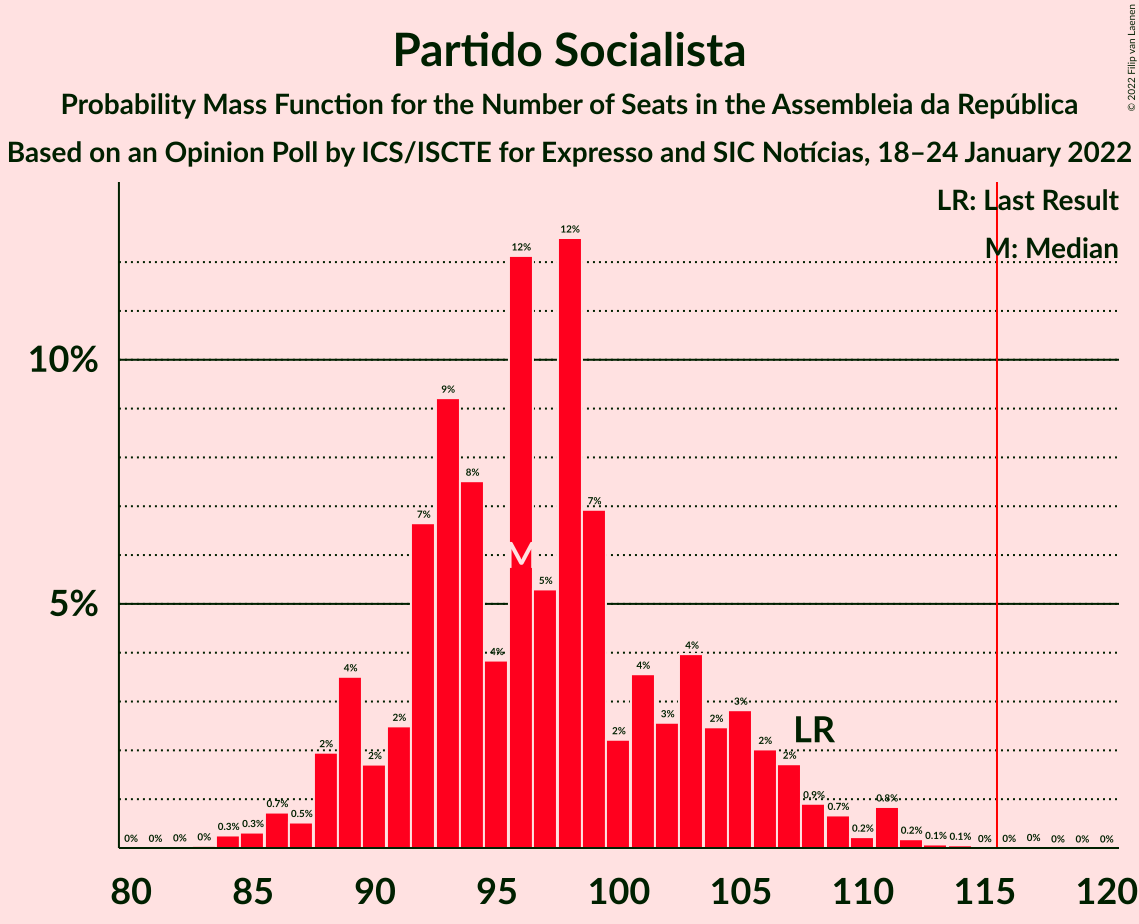 Partido Socialista
Probability Mass Function for the Number of Seats in the Assembleia da República
Based on an Opinion Poll by ICS/ISCTE for Expresso and SIC Notícias, 18–24 January 2022
© 2022 Filip van Laenen
LR: Last Result
M: Median
10%
5%
0% 0% 0% 0% 0.3% 0.3% 0.7% 0.5% 2% 4% 2% 2% 7% 9% 8% 4% 12% 5% 12% 7% 2% 4% 3% 4% 2% 3% 2% 2% 0.9% 0.7% 0.2% 0.8% 0.2% 0.1% 0.1% 0% 0% 0% 0% 0% 0%
M
LR
80 85 90 95 100 105 110 115 120